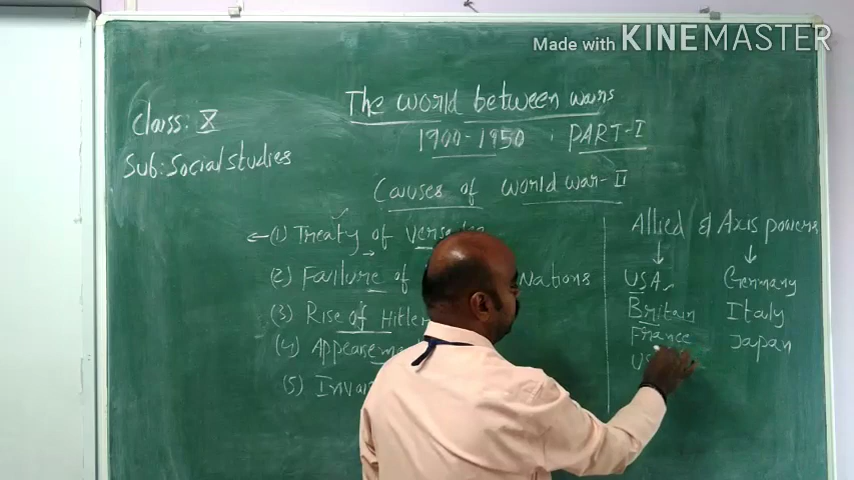 Made with KINEMASTER
The world between wars
1900-1950 . PART-I
Class: X
Sub: Social studies
Causes of world war-II
(1) Treaty of
(2) Failure of Nations
(3) Rise of Hitler
(4)
(5)
Allied & Axis powers
USA
Britain
France
Germany
Italy
Japan